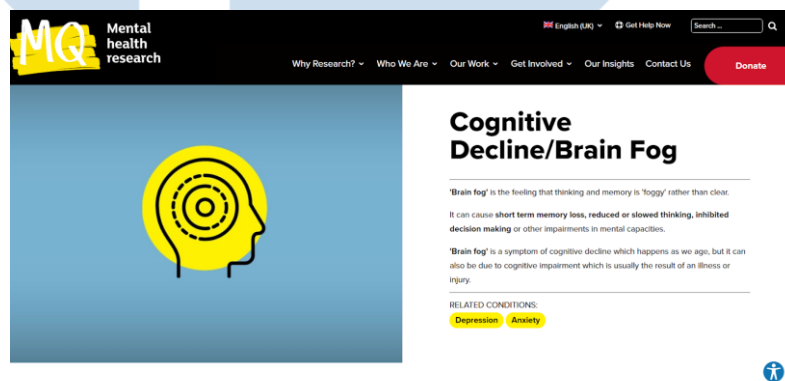 MQ Mental
health
research
English (UK)
Get Help Now
Search ...
Why Research?
Who We Are
Our Work
Get Involved
Our Insights
Contact Us
Donate
Cognitive
Decline/Brain Fog
'Brain fog' is the feeling that thinking and memory is 'foggy' rather than clear.
It can cause short term memory loss, reduced or slowed thinking, inhibited
decision making or other impairments in mental capacities.
'Brain fog' is a symptom of cognitive decline which happens as we age, but it can
also be due to cognitive impairment which is usually the result of an illness or
injury.
RELATED CONDITIONS:
Depression Anxiety